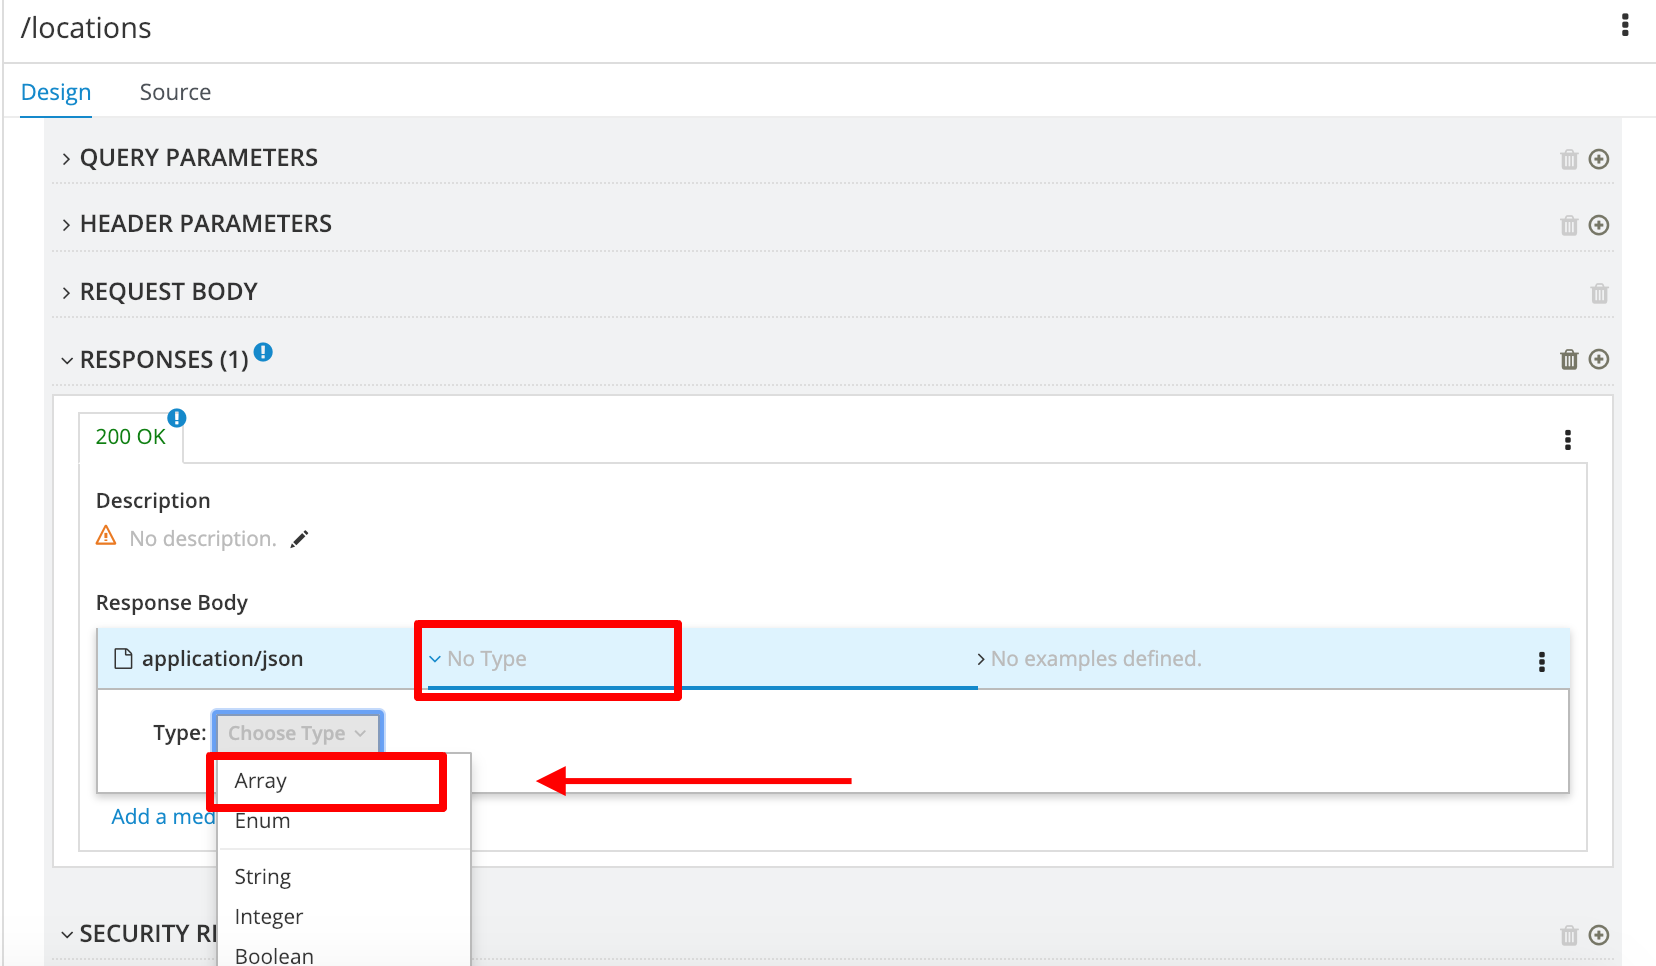 /locations
Design Source
QUERY PARAMETERS
HEADER PARAMETERS
REQUEST BODY
RESPONSES (1)
200 OK
Description
No description.
Response Body
application/json No Type No examples defined.
Type: Choose Type
Array
Add a med
Enum
String
Integer
SECURITY
Boolean